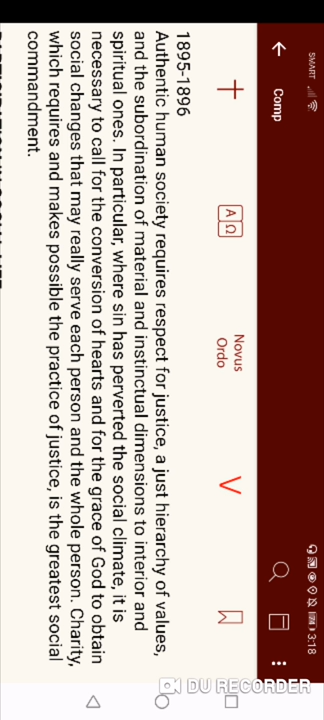 SMART
3:18
Comp
A Ω
Novus
Ordo
V
1895-1896
Authentic human society requires respect for justice, a just hierarchy of values,
and the subordination of material and instinctual dimensions to interior and
spiritual ones. In particular, where sin has perverted the social climate, it is
necessary to call for the conversion of hearts and for the grace of God to obtain
social changes that may really serve each person and the whole person. Charity,
which requires and makes possible the practice of justice, is the greatest social
commandment.
DU RECORDER